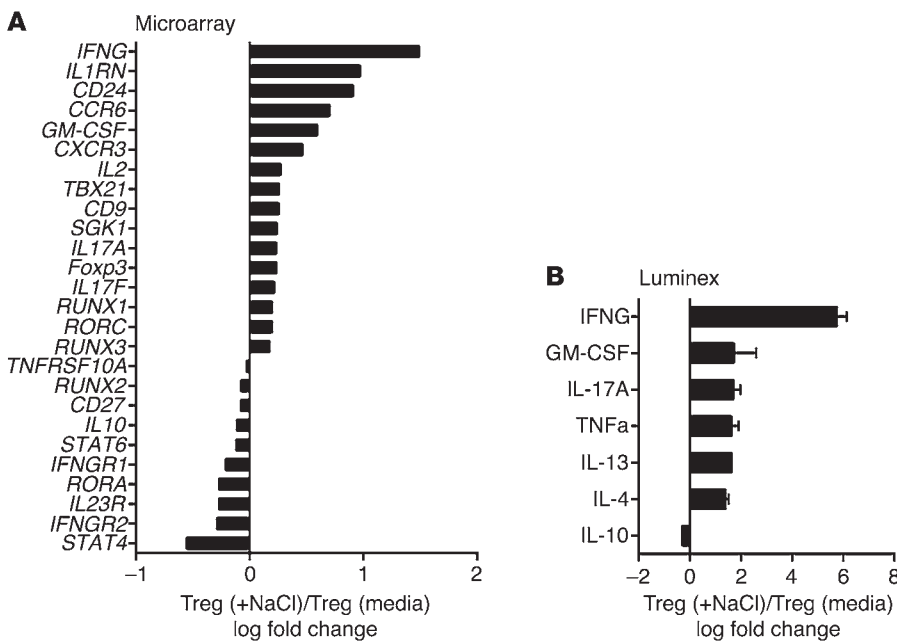 A
Microarray
IFNG
IL1RN
CD24
CCR6
GM-CSF
CXCR3
IL2
TBX21
CD9
SGK1
IL17A
Foxp3
IL17F
RUNX1
RORC
RUNX3
TNFRSF10A
RUNX2
CD27
IL10
STAT6
IFNGR1
RORA
IL23R
IFNGR2
STAT4
−1 0 1 2
Treg (+NaCl)/Treg (media)
log fold change
B
Luminex
IFNG
GM-CSF
IL-17A
TNFa
IL-13
IL-4
IL-10
−2 0 2 4 6 8
Treg (+NaCl)/Treg (media)
log fold change